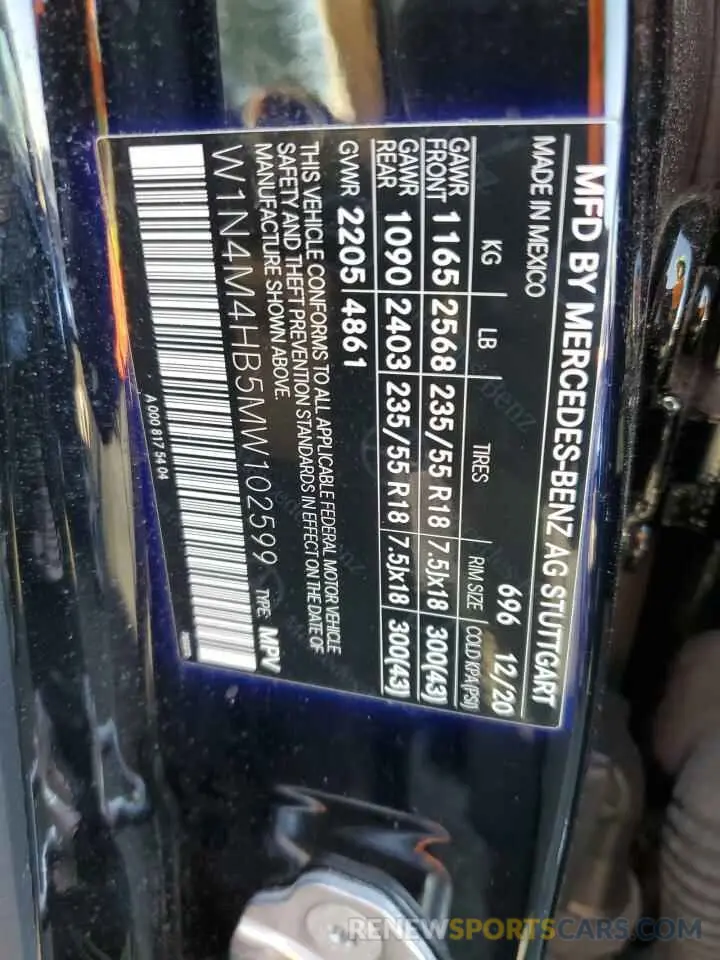 MFD BY MERCEDES-BENZ AG STUTTGART
MADE IN MEXICO 696 12/20
KG LB TIRES RIM SIZE COLD KPA(PSI)
GAWR FRONT 1165 2568 235/55 R18 7.5Jx18 300(43)
GAWR REAR 1090 2403 235/55 R18 7.5Jx18 300(43)
GVWR 2205 4861
THIS VEHICLE CONFORMS TO ALL APPLICABLE FEDERAL MOTOR VEHICLE
SAFETY AND THEFT PREVENTION STANDARDS IN EFFECT ON THE DATE OF
MANUFACTURE SHOWN ABOVE.
W1N4M4HB5MW102599 TYPE: MPV
A 000 817 54 04
RENEWSPORTSCARS.COM